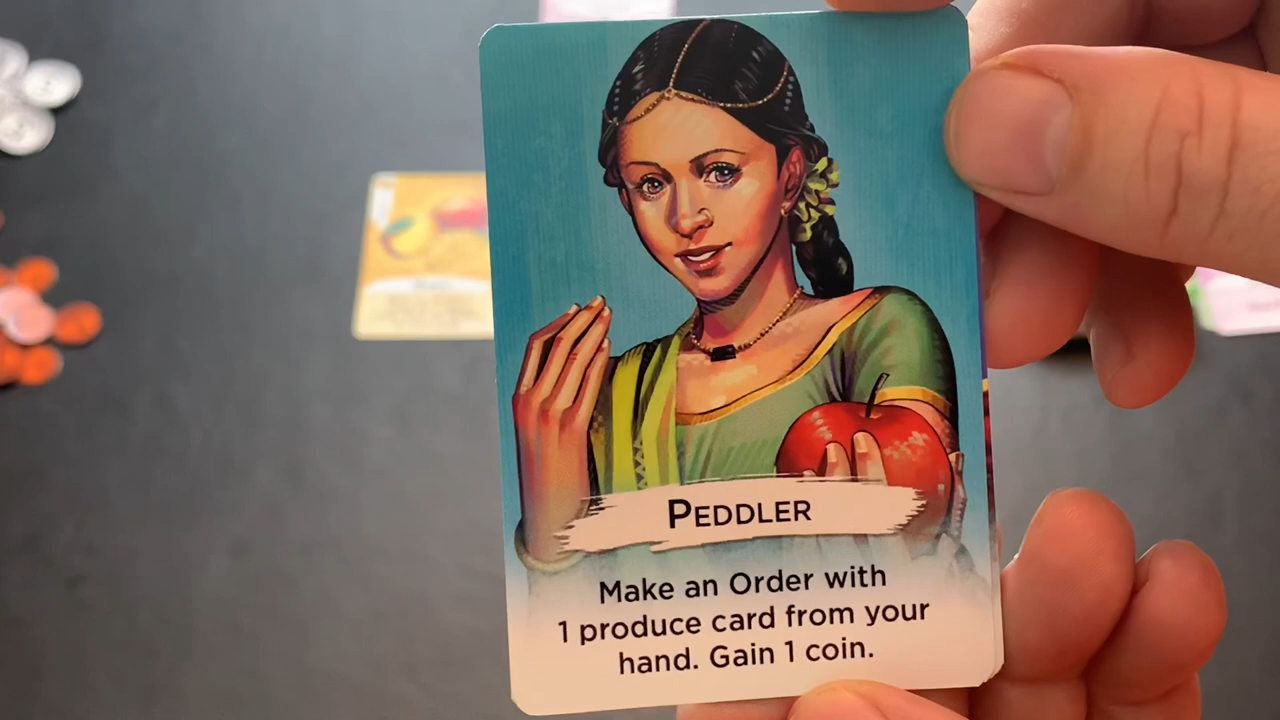 PEDDLER
Make an Order with
1 produce card from your
hand. Gain 1 coin.